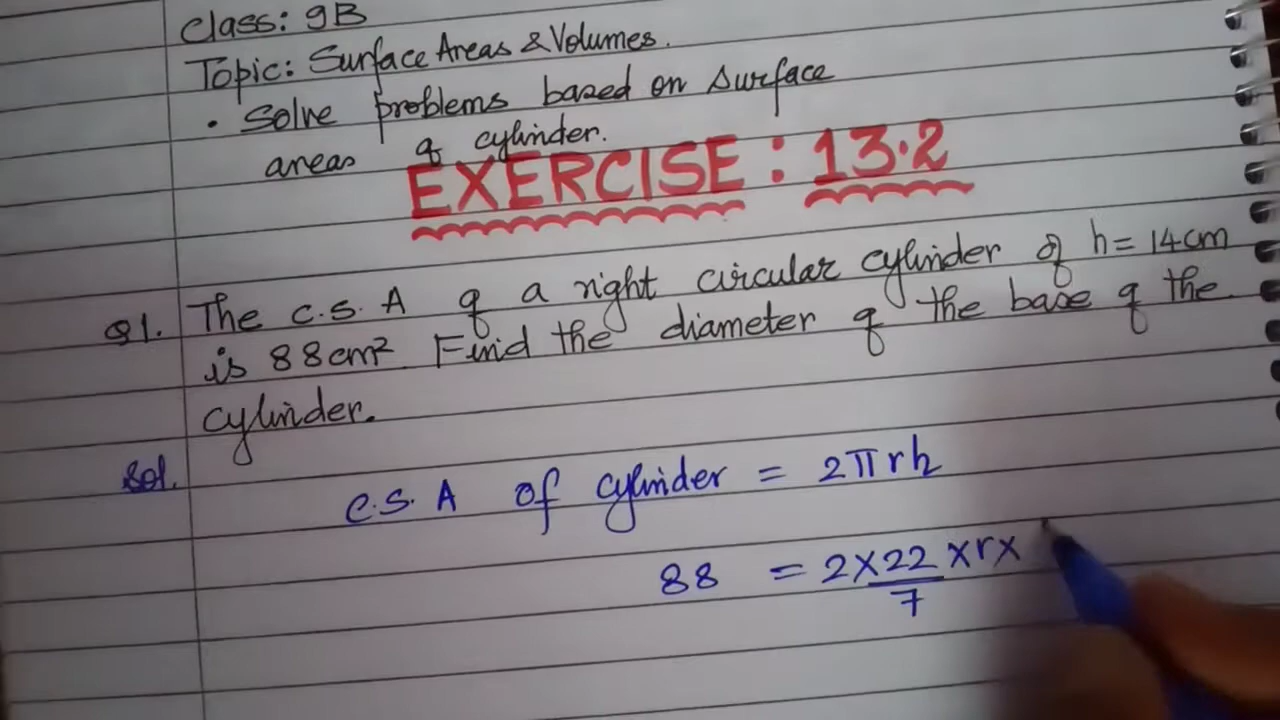 Class: 9B
Topic: Surface Areas & Volumes.
• Solve problems based on surface
areas of cylinder.
EXERCISE : 13.2
Q1. The C.S.A of a right circular cylinder of h = 14cm
is 88cm². Find the diameter of the base of the
cylinder.
Sol.
C.S.A of cylinder = 2πrh
88 = 2 × 22/7 × r ×